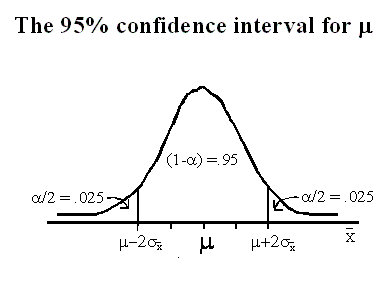 The 95% confidence interval for μ
(1-α) =.95
α/2 = .025
α/2 = .025
μ−2σx̄
μ
μ+2σx̄
x̄